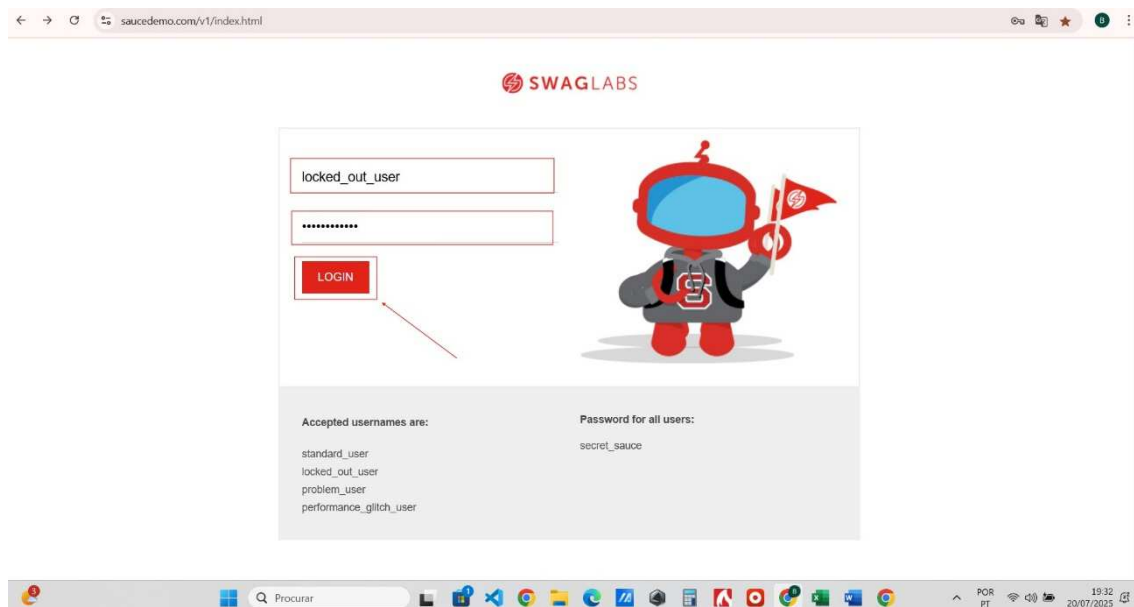 saucedemo.com/v1/index.html
B
SWAGLABS
locked_out_user
••••••••••••
LOGIN
S
Accepted usernames are:
standard_user
locked_out_user
problem_user
performance_glitch_user
Password for all users:
secret_sauce
3
Procurar
POR
PT
19:32
20/07/2025